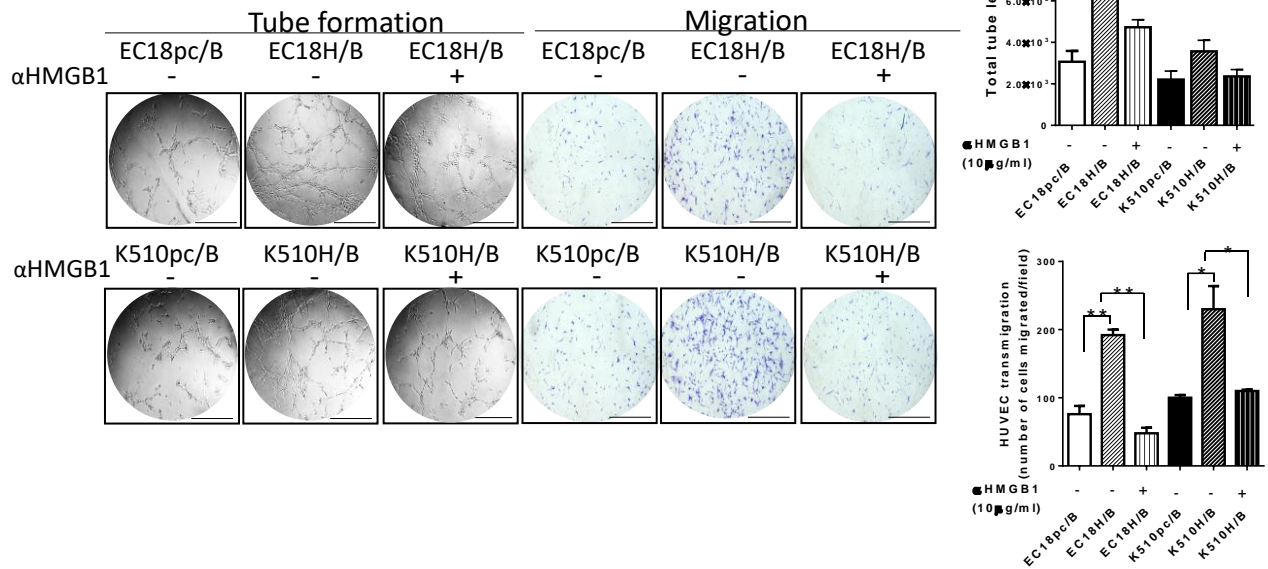 Tube formation
Migration
EC18pc/B EC18H/B EC18H/B EC18pc/B EC18H/B EC18H/B
αHMGB1 - - + - - +
K510pc/B K510H/B K510H/B K510pc/B K510H/B K510H/B
αHMGB1 - - + - - +
Total tube le
6.0×10³
4.0×10³
2.0×10³
0
αHMGB1 - - + - - +
(10μg/ml)
EC18pc/B EC18H/B EC18H/B K510pc/B K510H/B K510H/B
HUVEC transmigration
(number of cells migrated/field)
300
200
100
0
** ** * *
αHMGB1 - - + - - +
(10μg/ml)
EC18pc/B EC18H/B EC18H/B K510pc/B K510H/B K510H/B